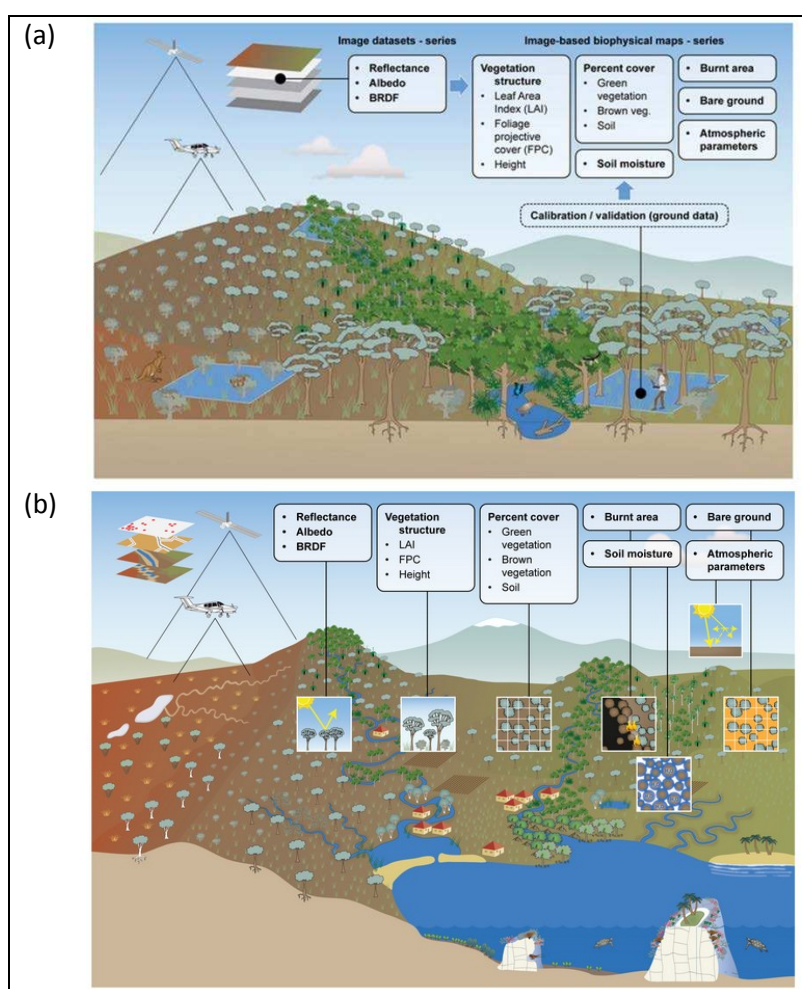 (a)
Image datasets - series
Image-based biophysical maps - series
• Reflectance
• Albedo
• BRDF
Vegetation
structure
• Leaf Area
Index (LAI)
• Foliage
projective
cover (FPC)
• Height
Percent cover
• Green
vegetation
• Brown veg.
• Soil
• Soil moisture
• Burnt area
• Bare ground
• Atmospheric
parameters
Calibration / validation (ground data)
(b)
• Reflectance
• Albedo
• BRDF
Vegetation
structure
• LAI
• FPC
• Height
Percent cover
• Green
vegetation
• Brown
vegetation
• Soil
• Burnt area
• Soil moisture
• Bare ground
• Atmospheric
parameters